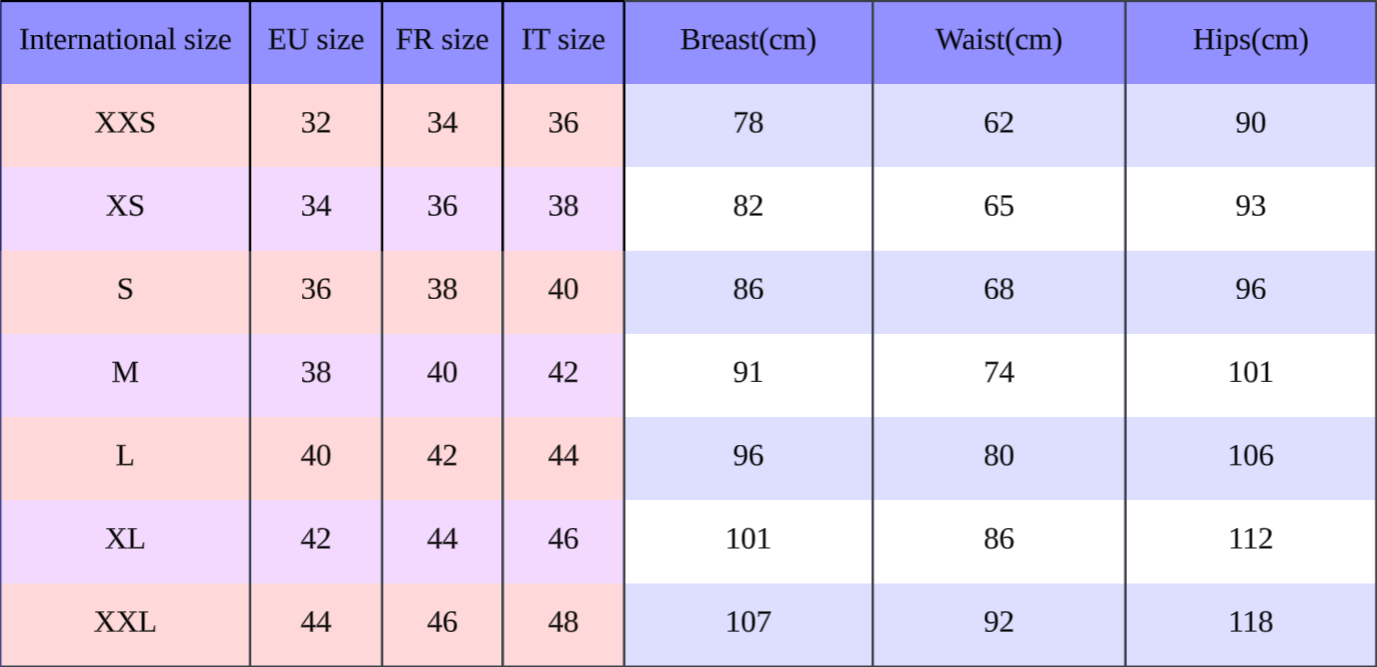 International size EU size FR size IT size Breast(cm) Waist(cm) Hips(cm)
XXS 32 34 36 78 62 90
XS 34 36 38 82 65 93
S 36 38 40 86 68 96
M 38 40 42 91 74 101
L 40 42 44 96 80 106
XL 42 44 46 101 86 112
XXL 44 46 48 107 92 118